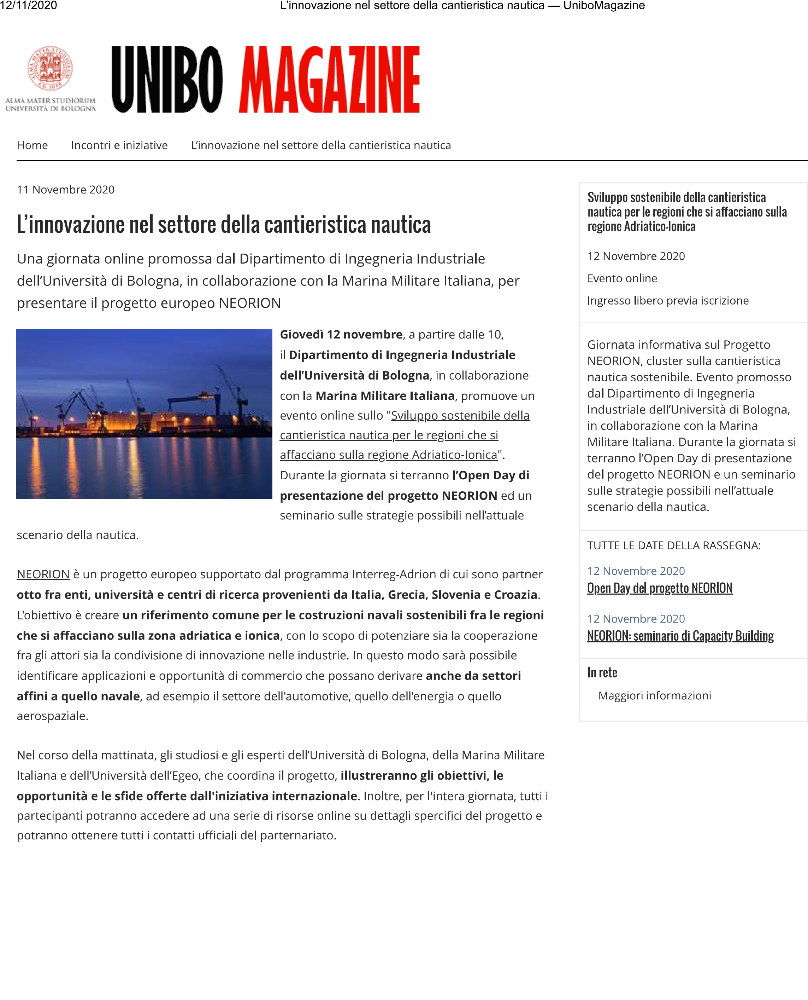 12/11/2020
L'innovazione nel settore della cantieristica nautica — UniboMagazine
ALMA MATER STUDIORUM
A.D. 1088
ALMA MATER STUDIORUM
UNIVERSITÀ DI BOLOGNA
UNIBO MAGAZINE
Home
Incontri e iniziative
L'innovazione nel settore della cantieristica nautica
11 Novembre 2020
L'innovazione nel settore della cantieristica nautica
Una giornata online promossa dal Dipartimento di Ingegneria Industriale
dell'Università di Bologna, in collaborazione con la Marina Militare Italiana, per
presentare il progetto europeo NEORION
Giovedì 12 novembre, a partire dalle 10,
il Dipartimento di Ingegneria Industriale
dell'Università di Bologna, in collaborazione
con la Marina Militare Italiana, promuove un
evento online sullo "Sviluppo sostenibile della
cantieristica nautica per le regioni che si
affacciano sulla regione Adriatico-Ionica".
Durante la giornata si terranno l'Open Day di
presentazione del progetto NEORION ed un
seminario sulle strategie possibili nell'attuale
scenario della nautica.
NEORION è un progetto europeo supportato dal programma Interreg-Adrion di cui sono partner
otto fra enti, università e centri di ricerca provenienti da Italia, Grecia, Slovenia e Croazia.
L'obiettivo è creare un riferimento comune per le costruzioni navali sostenibili fra le regioni
che si affacciano sulla zona adriatica e ionica, con lo scopo di potenziare sia la cooperazione
fra gli attori sia la condivisione di innovazione nelle industrie. In questo modo sarà possibile
identificare applicazioni e opportunità di commercio che possano derivare anche da settori
affini a quello navale, ad esempio il settore dell'automotive, quello dell'energia o quello
aerospaziale.
Nel corso della mattinata, gli studiosi e gli esperti dell'Università di Bologna, della Marina Militare
Italiana e dell'Università dell'Egeo, che coordina il progetto, illustreranno gli obiettivi, le
opportunità e le sfide offerte dall'iniziativa internazionale. Inoltre, per l'intera giornata, tutti i
partecipanti potranno accedere ad una serie di risorse online su dettagli spercifici del progetto e
potranno ottenere tutti i contatti ufficiali del parternariato.
Sviluppo sostenibile della cantieristica
nautica per le regioni che si affacciano sulla
regione Adriatico-Ionica
12 Novembre 2020
Evento online
Ingresso libero previa iscrizione
Giornata informativa sul Progetto
NEORION, cluster sulla cantieristica
nautica sostenibile. Evento promosso
dal Dipartimento di Ingegneria
Industriale dell'Università di Bologna,
in collaborazione con la Marina
Militare Italiana. Durante la giornata si
terranno l'Open Day di presentazione
del progetto NEORION e un seminario
sulle strategie possibili nell'attuale
scenario della nautica.
TUTTE LE DATE DELLA RASSEGNA:
12 Novembre 2020
Open Day del progetto NEORION
12 Novembre 2020
NEORION: seminario di Capacity Building
In rete
Maggiori informazioni